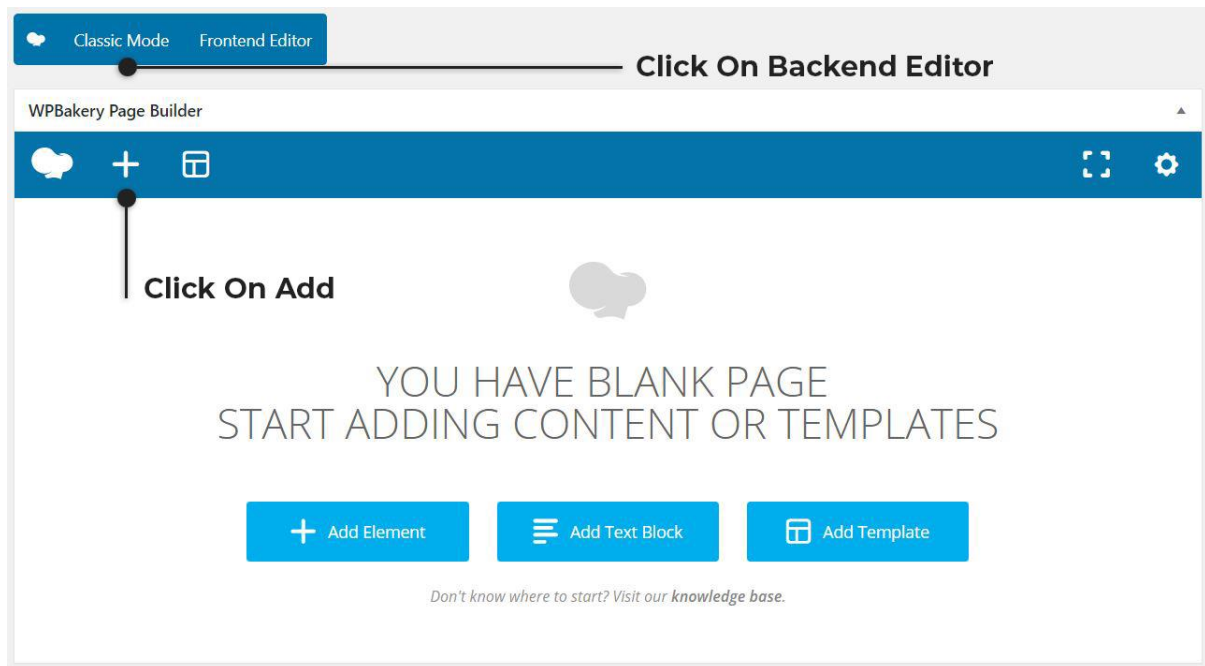 Classic Mode Frontend Editor
Click On Backend Editor
WPBakery Page Builder
Click On Add
YOU HAVE BLANK PAGE
START ADDING CONTENT OR TEMPLATES
Add Element Add Text Block Add Template
Don't know where to start? Visit our knowledge base.